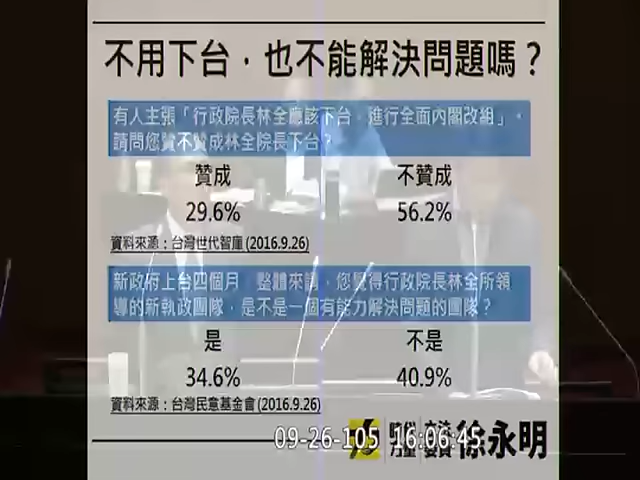 不用下台，也不能解決問題嗎？
有人主張「行政院長林全應該下台，進行全面內閣改組」。
請問您贊不贊成林全院長下台？
贊成 不贊成
29.6% 56.2%
資料來源：台灣世代智庫(2016.9.26)
新政府上台四個月，整體來講，您覺得行政院長林全所領
導的新執政團隊，是不是一個有能力解決問題的團隊？
是 不是
34.6% 40.9%
資料來源：台灣民意基金會(2016.9.26)
徐永明
09-26-105 16:06:45